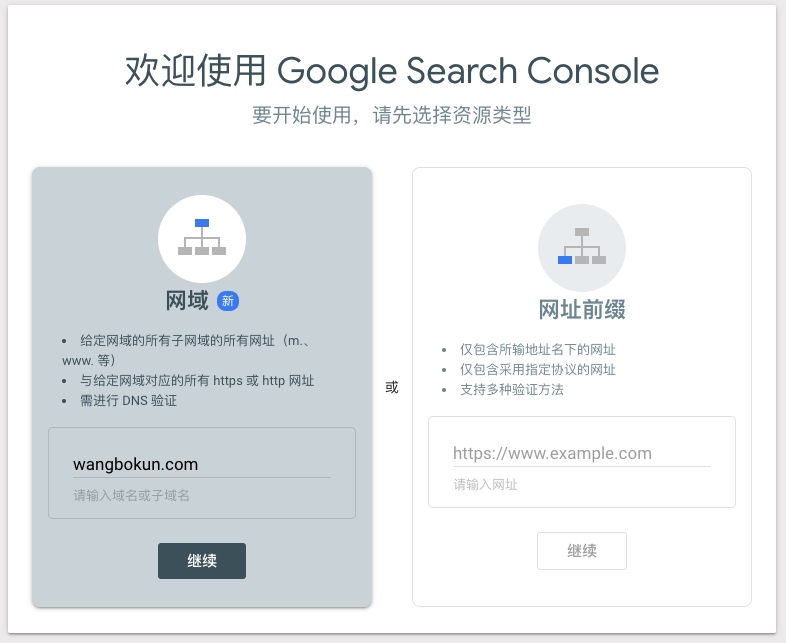 欢迎使用 Google Search Console
要开始使用，请先选择资源类型
网域 新
• 给定网域的所有子网域的所有网址（m.、
www. 等）
• 与给定网域对应的所有 https 或 http 网址
• 需进行 DNS 验证
wangbokun.com
请输入域名或子域名
继续
或
网址前缀
• 仅包含所输地址名下的网址
• 仅包含采用指定协议的网址
• 支持多种验证方法
https://www.example.com
请输入网址
继续